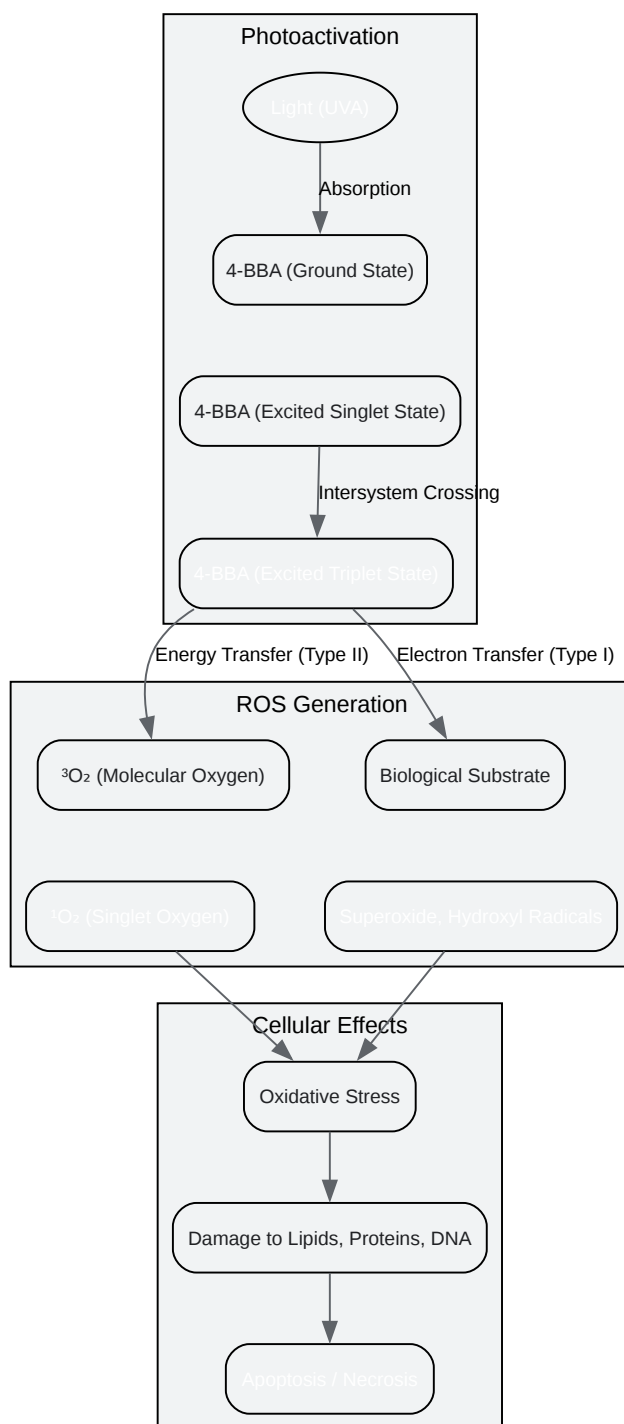 Photoactivation
Light (UVA)
Absorption
4-BBA (Ground State)
4-BBA (Excited Singlet State)
Intersystem Crossing
4-BBA (Excited Triplet State)
Energy Transfer (Type II)
Electron Transfer (Type I)
ROS Generation
³O₂ (Molecular Oxygen)
Biological Substrate
¹O₂ (Singlet Oxygen)
Superoxide, Hydroxyl Radicals
Cellular Effects
Oxidative Stress
Damage to Lipids, Proteins, DNA
Apoptosis / Necrosis